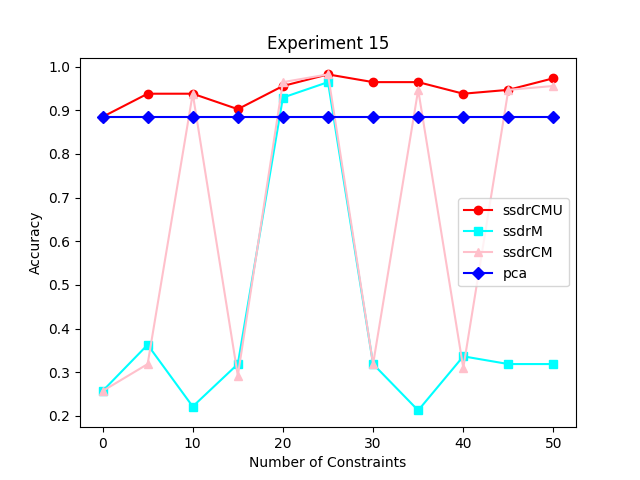 Experiment 15
Accuracy
1.0
0.9
0.8
0.7
0.6
0.5
0.4
0.3
0.2
ssdrCMU
ssdrM
ssdrCM
pca
0 10 20 30 40 50
Number of Constraints